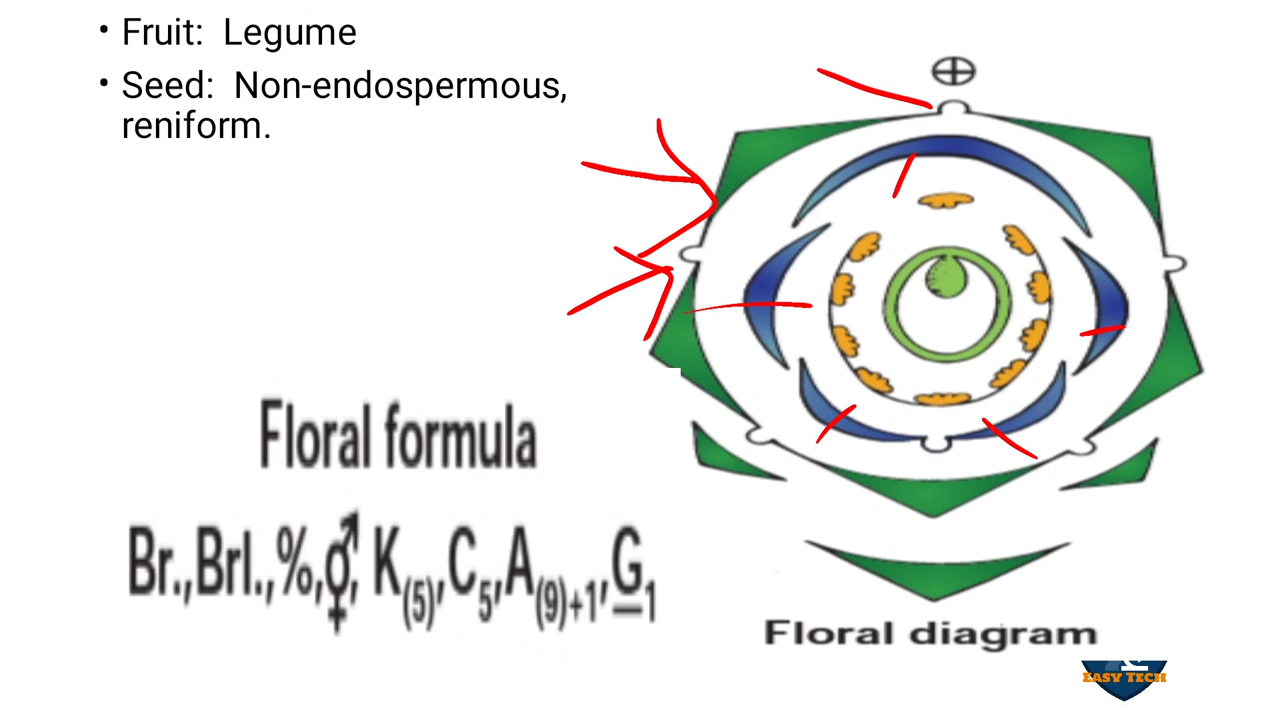 • Fruit: Legume
• Seed: Non-endospermous,
reniform.
Floral formula
Br.,Brl.,%,⚥, K(5),C5,A(9)+1,G1
Floral diagram
EASY TECH